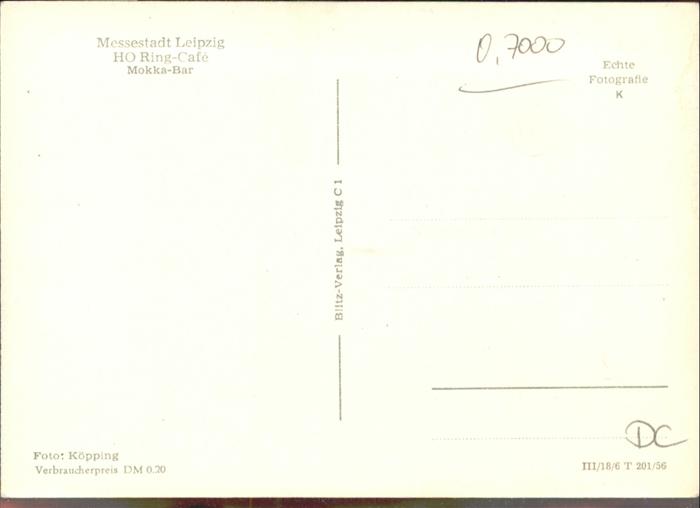 Messestadt Leipzig
HO Ring-Café
Mokka-Bar
0,7000
Echte
Fotografie
K
Blitz-Verlag, Leipzig C 1
DC
Foto: Köpping
Verbraucherpreis DM 0.20
III/18/6 T 201/56